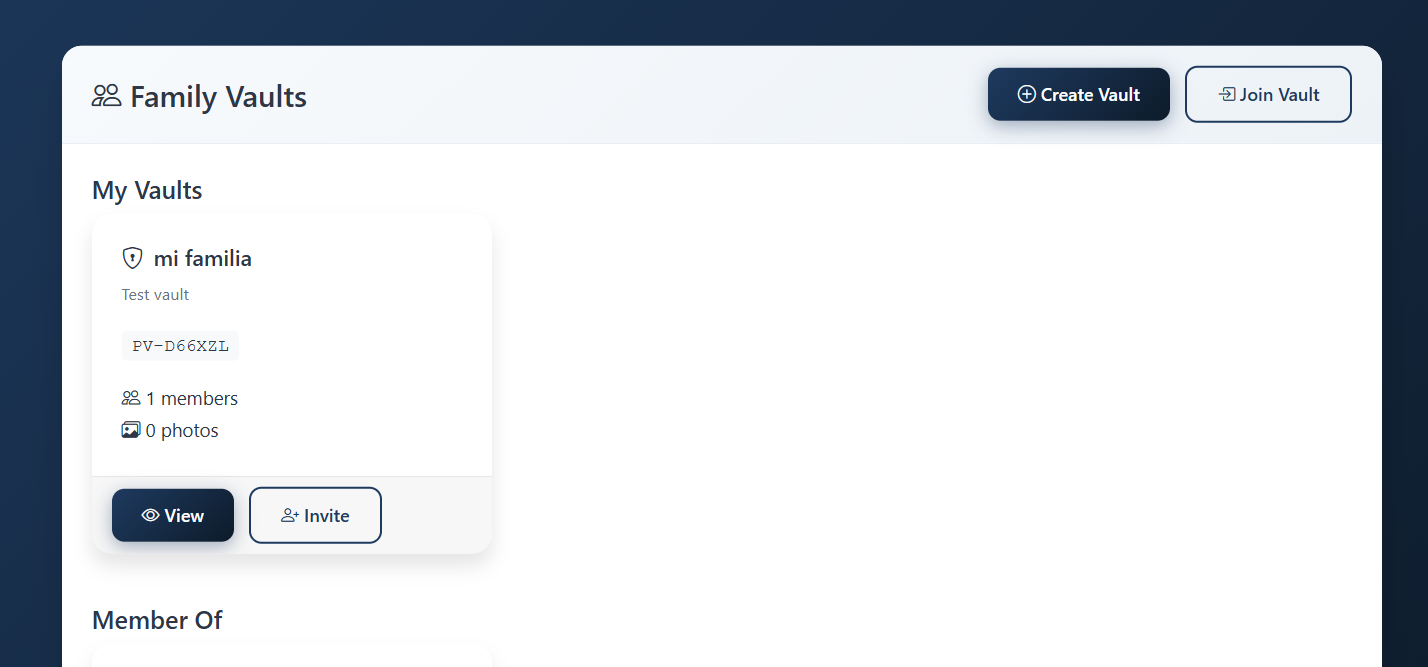 Family Vaults
Create Vault
Join Vault
My Vaults
mi familia
Test vault
PV-D66XZL
1 members
0 photos
View
Invite
Member Of